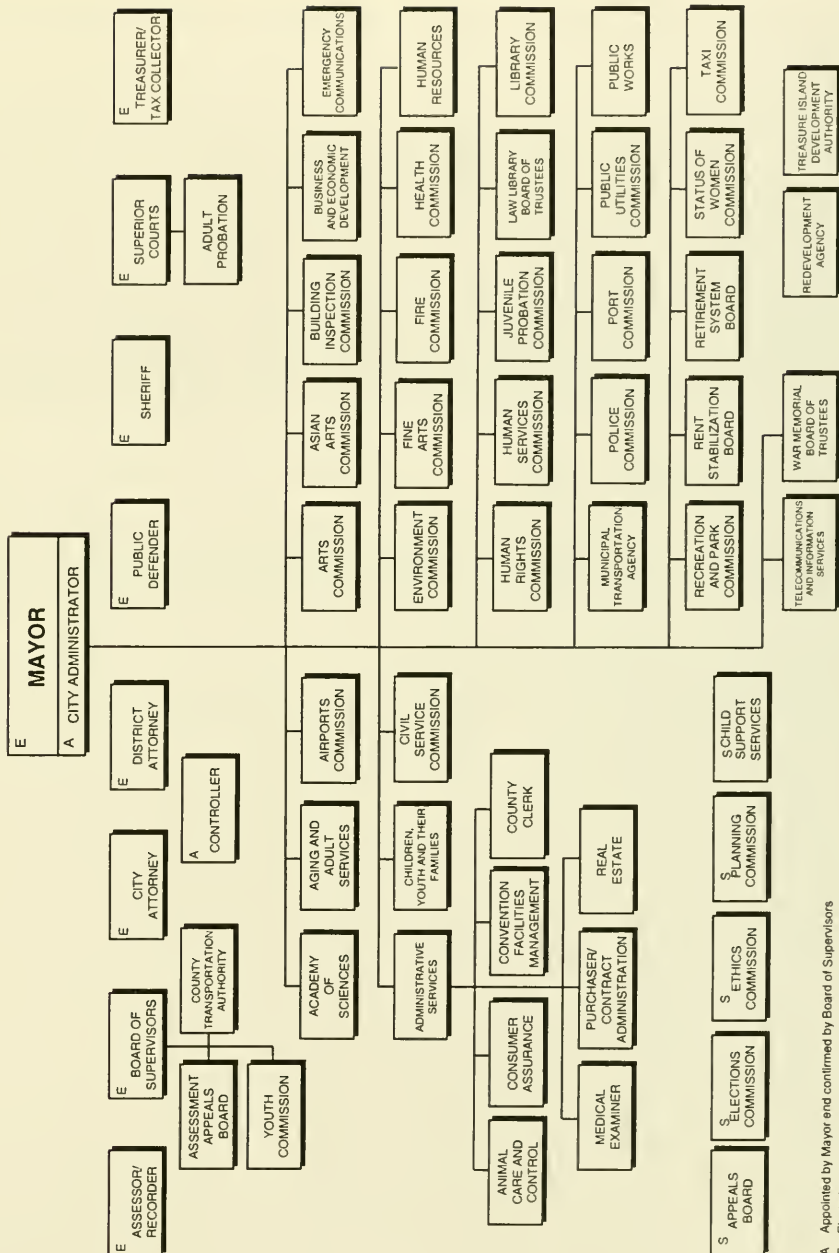 E
MAYOR
A CITY ADMINISTRATOR
E
ASSESSOR/
RECORDER
E
BOARD OF
SUPERVISORS
E
CITY
ATTORNEY
E
DISTRICT
ATTORNEY
E
PUBLIC
DEFENDER
E
SHERIFF
E
SUPERIOR
COURTS
E
TREASURER/
TAX COLLECTOR
ASSESSMENT
APPEALS
BOARD
COUNTY
TRANSPORTATION
AUTHORITY
A
CONTROLLER
ADULT
PROBATION
YOUTH
COMMISSION
ACADEMY
OF
SCIENCES
AGING AND
ADULT
SERVICES
AIRPORTS
COMMISSION
ARTS
COMMISSION
ASIAN
ARTS
COMMISSION
BUILDING
INSPECTION
COMMISSION
BUSINESS
AND ECONOMIC
DEVELOPMENT
EMERGENCY
COMMUNICATIONS
ADMINISTRATIVE
SERVICES
CHILDREN,
YOUTH AND THEIR
FAMILIES
CIVIL
SERVICE
COMMISSION
ENVIRONMENT
COMMISSION
FINE
ARTS
COMMISSION
FIRE
COMMISSION
HEALTH
COMMISSION
HUMAN
RESOURCES
ANIMAL
CARE AND
CONTROL
CONSUMER
ASSURANCE
CONVENTION
FACILITIES
MANAGEMENT
COUNTY
CLERK
HUMAN
RIGHTS
COMMISSION
HUMAN
SERVICES
COMMISSION
JUVENILE
PROBATION
COMMISSION
LAW LIBRARY
BOARD OF
TRUSTEES
LIBRARY
COMMISSION
MEDICAL
EXAMINER
PURCHASER/
CONTRACT
ADMINISTRATION
REAL
ESTATE
MUNICIPAL
TRANSPORTATION
AGENCY
POLICE
COMMISSION
PORT
COMMISSION
PUBLIC
UTILITIES
COMMISSION
PUBLIC
WORKS
RECREATION
AND PARK
COMMISSION
RENT
STABILIZATION
BOARD
RETIREMENT
SYSTEM
BOARD
STATUS OF
WOMEN
COMMISSION
TAXI
COMMISSION
S
APPEALS
BOARD
S
ELECTIONS
COMMISSION
S
ETHICS
COMMISSION
S
PLANNING
COMMISSION
S CHILD
SUPPORT
SERVICES
TELECOMMUNICATIONS
AND INFORMATION
SERVICES
WAR MEMORIAL
BOARD OF
TRUSTEES
REDEVELOPMENT
AGENCY
TREASURE ISLAND
DEVELOPMENT
AUTHORITY
A Appointed by Mayor and confirmed by Board of Supervisors